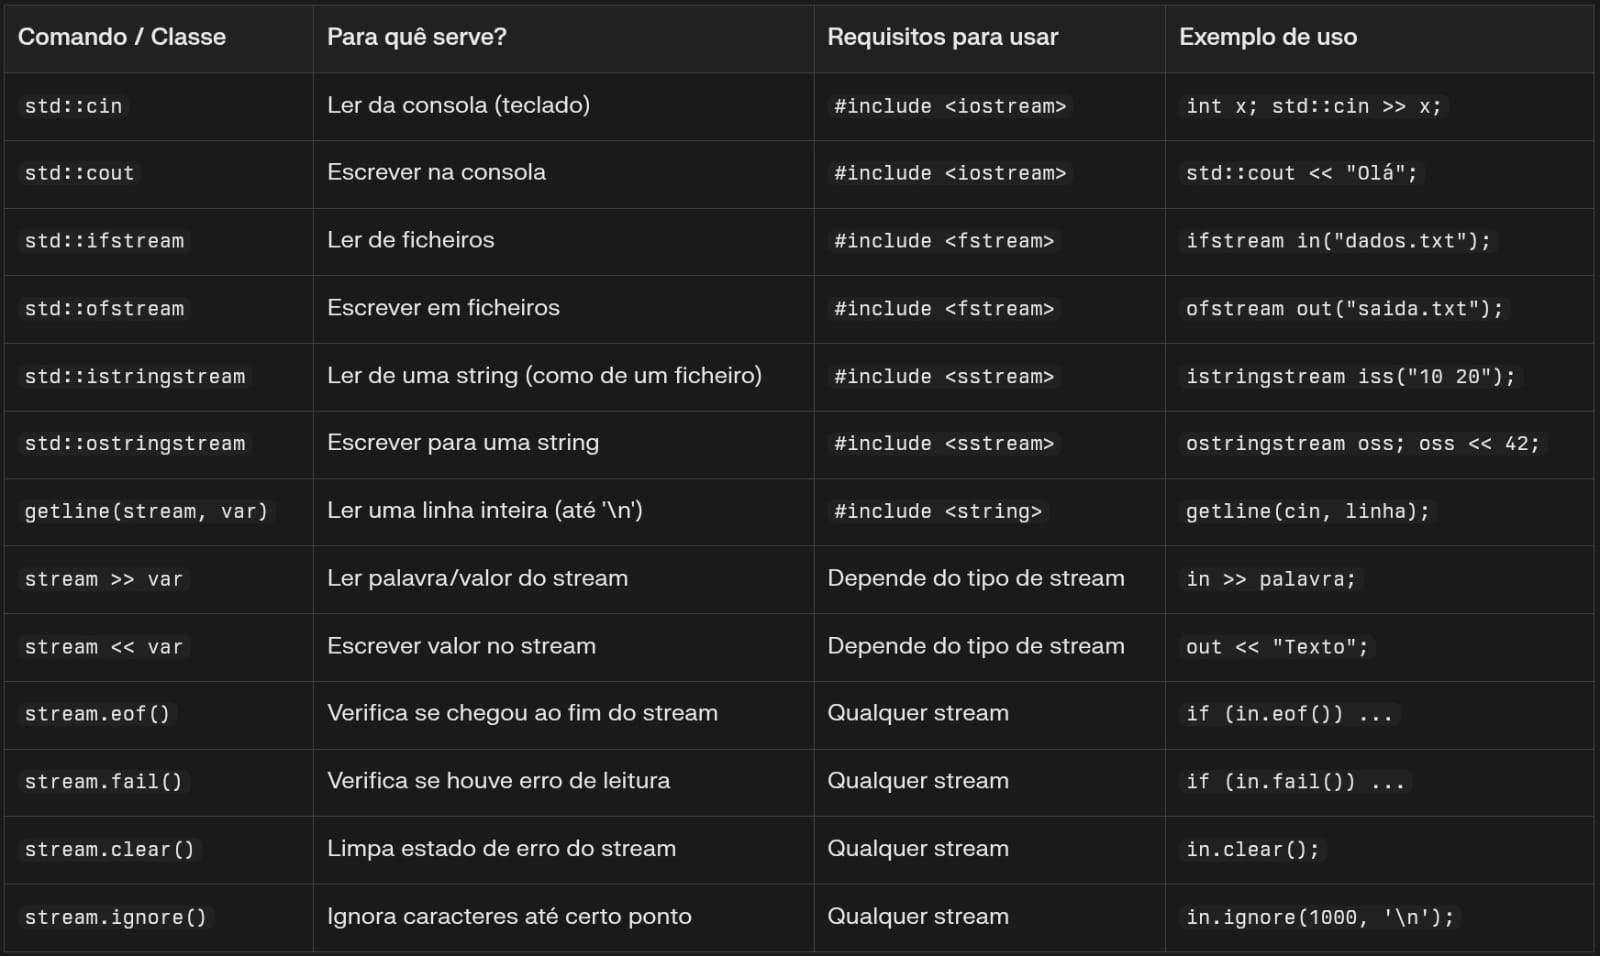 Comando / Classe Para quê serve? Requisitos para usar Exemplo de uso
std::cin Ler da consola (teclado) #include <iostream> int x; std::cin >> x;
std::cout Escrever na consola #include <iostream> std::cout << "Olá";
std::ifstream Ler de ficheiros #include <fstream> ifstream in("dados.txt");
std::ofstream Escrever em ficheiros #include <fstream> ofstream out("saida.txt");
std::istringstream Ler de uma string (como de um ficheiro) #include <sstream> istringstream iss("10 20");
std::ostringstream Escrever para uma string #include <sstream> ostringstream oss; oss << 42;
getline(stream, var) Ler uma linha inteira (até '\n') #include <string> getline(cin, linha);
stream >> var Ler palavra/valor do stream Depende do tipo de stream in >> palavra;
stream << var Escrever valor no stream Depende do tipo de stream out << "Texto";
stream.eof() Verifica se chegou ao fim do stream Qualquer stream if (in.eof()) ...
stream.fail() Verifica se houve erro de leitura Qualquer stream if (in.fail()) ...
stream.clear() Limpa estado de erro do stream Qualquer stream in.clear();
stream.ignore() Ignora caracteres até certo ponto Qualquer stream in.ignore(1000, '\n');